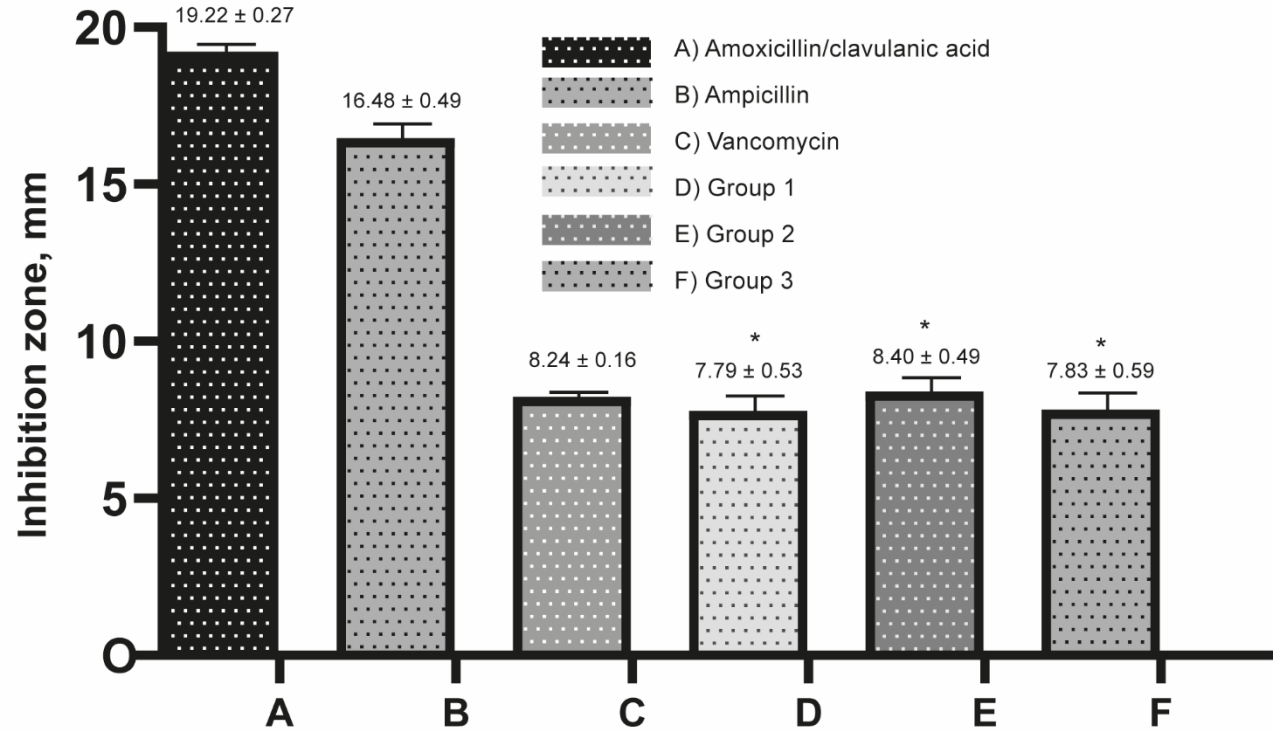 20
19.22 ± 0.27
A) Amoxicillin/clavulanic acid
16.48 ± 0.49
B) Ampicillin
C) Vancomycin
15
D) Group 1
E) Group 2
F) Group 3
Inhibition zone, mm
10
8.24 ± 0.16
*
7.79 ± 0.53
*
8.40 ± 0.49
*
7.83 ± 0.59
5
O
A
B
C
D
E
F